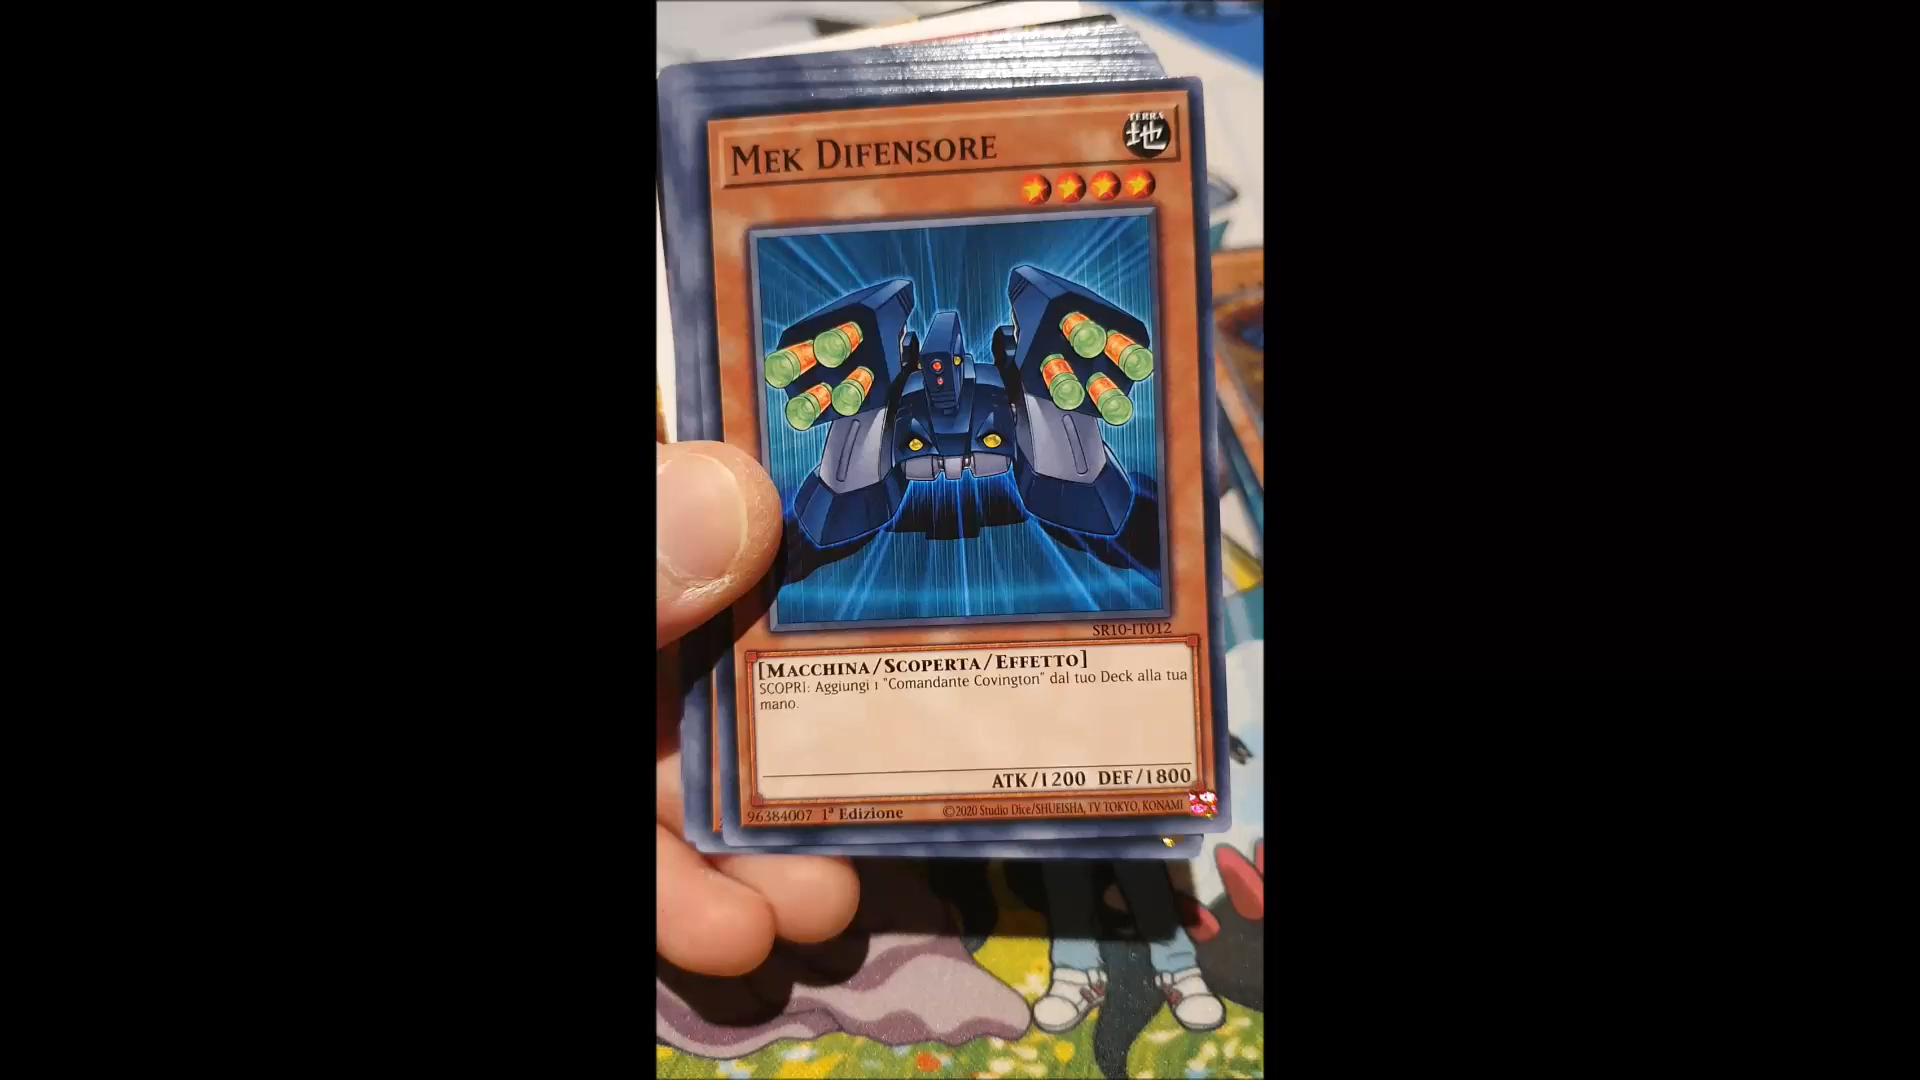 MEK DIFENSORE
TERRA
地
SR10-IT012
[MACCHINA/SCOPERTA/EFFETTO]
SCOPRI: Aggiungi 1 "Comandante Covington" dal tuo Deck alla tua
mano.
ATK/1200 DEF/1800
96384007 1ª Edizione ©2020 Studio Dice/SHUEISHA, TV TOKYO, KONAMI